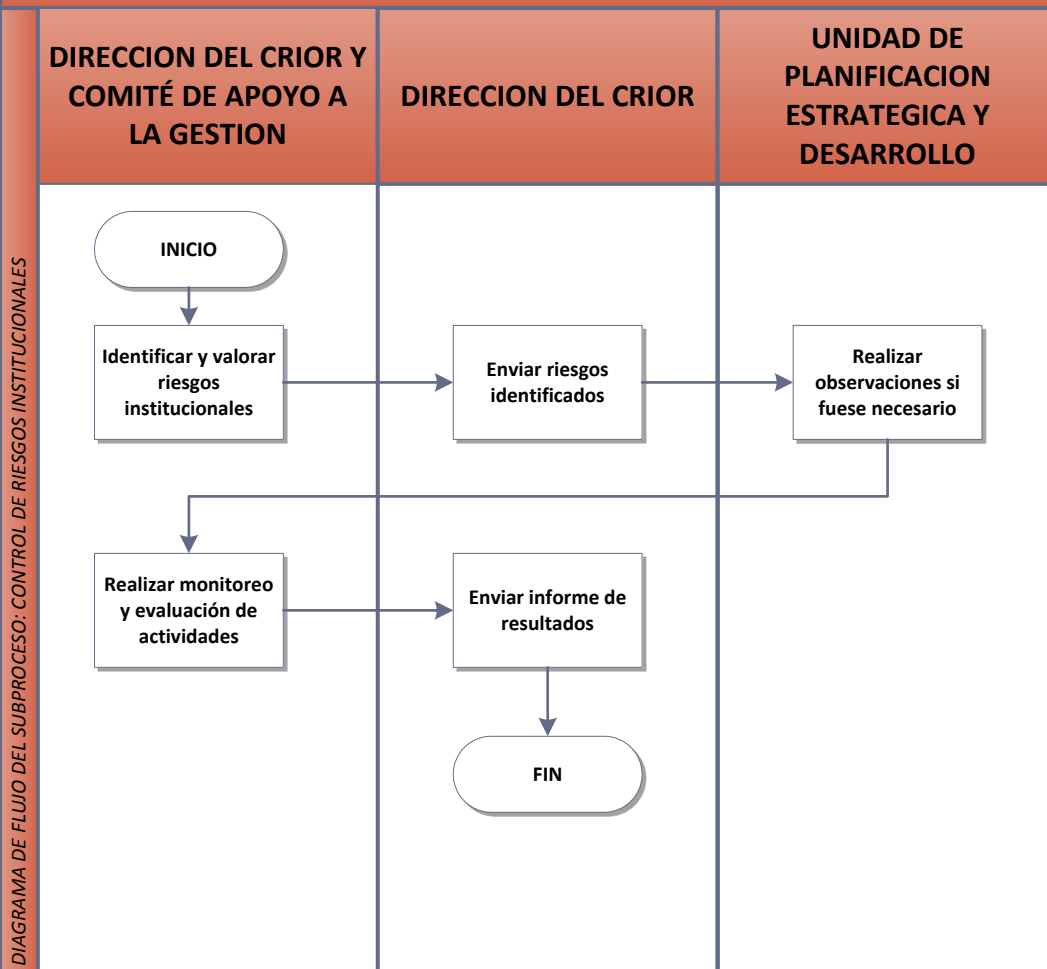 DIRECCION DEL CRIOR Y
COMITÉ DE APOYO A
LA GESTION
DIRECCION DEL CRIOR
UNIDAD DE
PLANIFICACION
ESTRATEGICA Y
DESARROLLO
DIAGRAMA DE FLUJO DEL SUBPROCESO: CONTROL DE RIESGOS INSTITUCIONALES
INICIO
Identificar y valorar
riesgos
institucionales
Enviar riesgos
identificados
Realizar
observaciones si
fuese necesario
Realizar monitoreo
y evaluación de
actividades
Enviar informe de
resultados
FIN